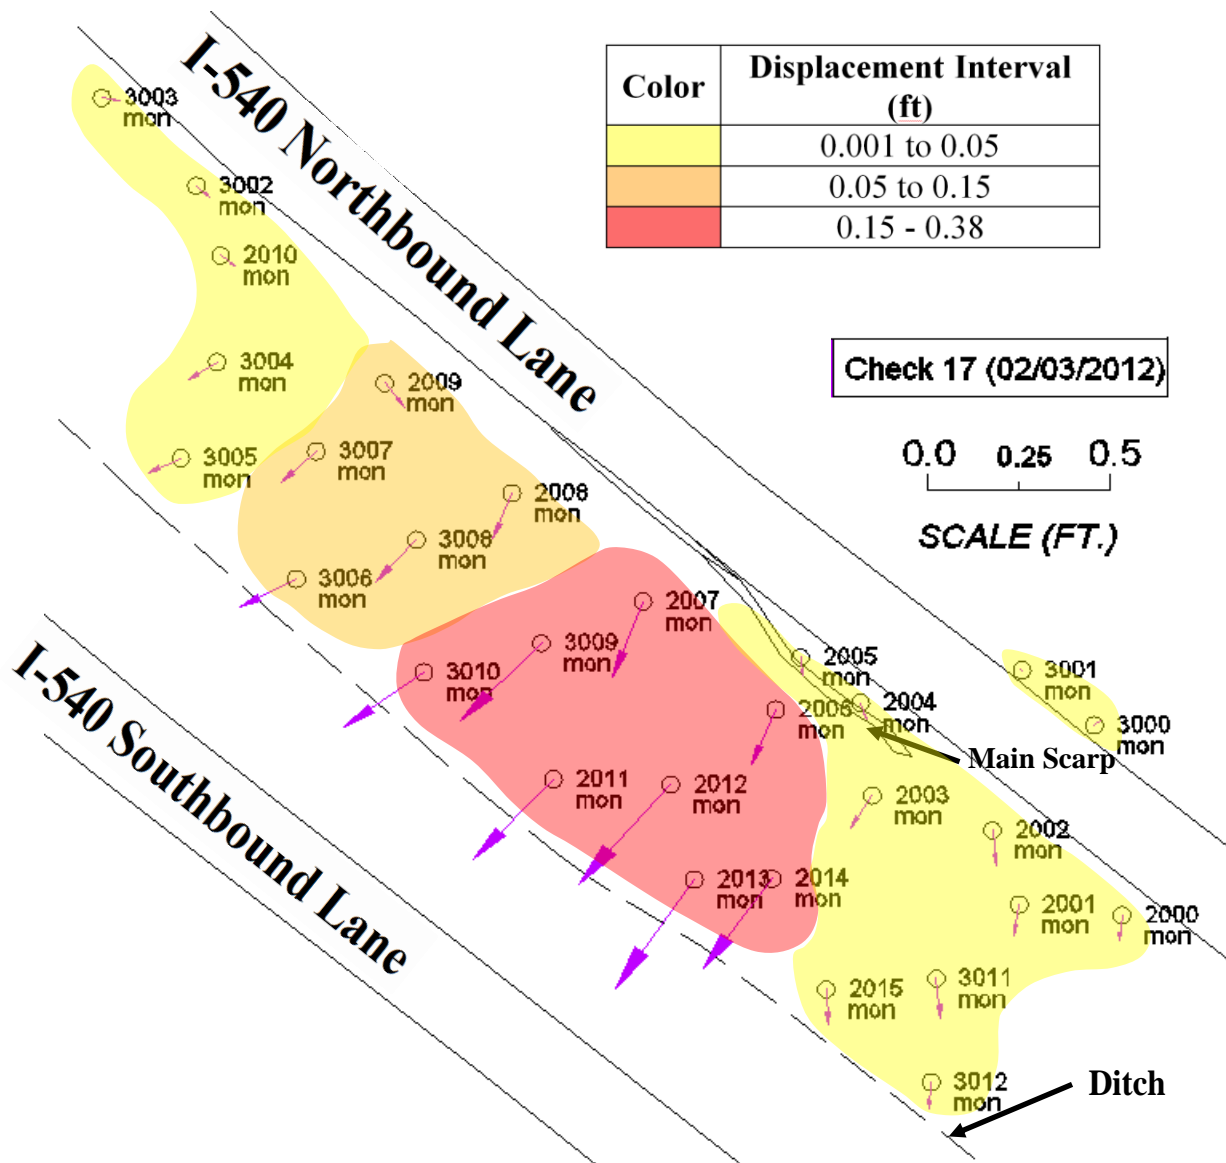 I-540 Northbound Lane
Color
Displacement Interval
(ft)
0.001 to 0.05
0.05 to 0.15
0.15 - 0.38
3003
mon
3002
mon
2010
mon
3004
mon
3005
mon
2009
mon
3007
mon
2008
mon
3008
mon
3006
mon
Check 17 (02/03/2012)
0.0 0.25 0.5
SCALE (FT.)
2007
mon
3009
mon
3010
mon
2005
mon
2004
mon
2006
mon
3001
mon
3000
mon
Main Scarp
2011
mon
2012
mon
2003
mon
2002
mon
2013
mon
2014
mon
2001
mon
2000
mon
2015
mon
3011
mon
3012
mon
Ditch
I-540 Southbound Lane